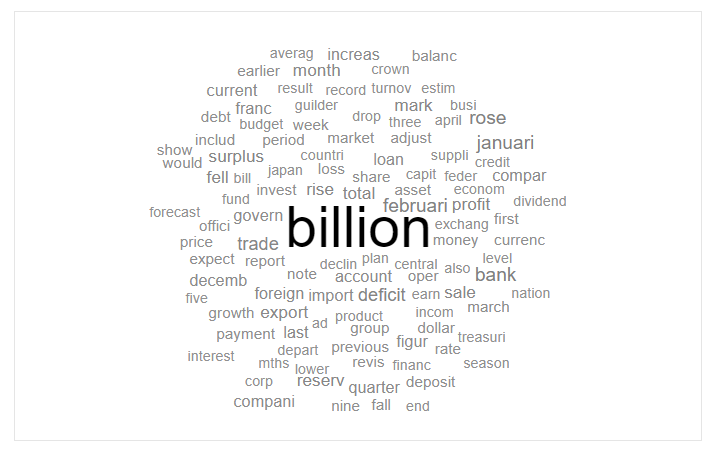 averag increas balanc
earlier month crown
current result record turnov estim
franc guilder mark busi
debt budget week drop three april rose
includ period market adjust januari
show would surplus countri loan suppli credit
fell bill japan loss share capit feder compar
invest rise total asset econom
fund februari profit dividend
forecast govern billion exchang first
offici
price trade money currenc
expect report declin plan central also level
decemb note account oper bank
five foreign import deficit earn sale nation
growth export product incom march
payment last ad group dollar treasuri
interest depart previous figur rate
mths lower revis financ season
corp reserv quarter deposit
compani nine fall end